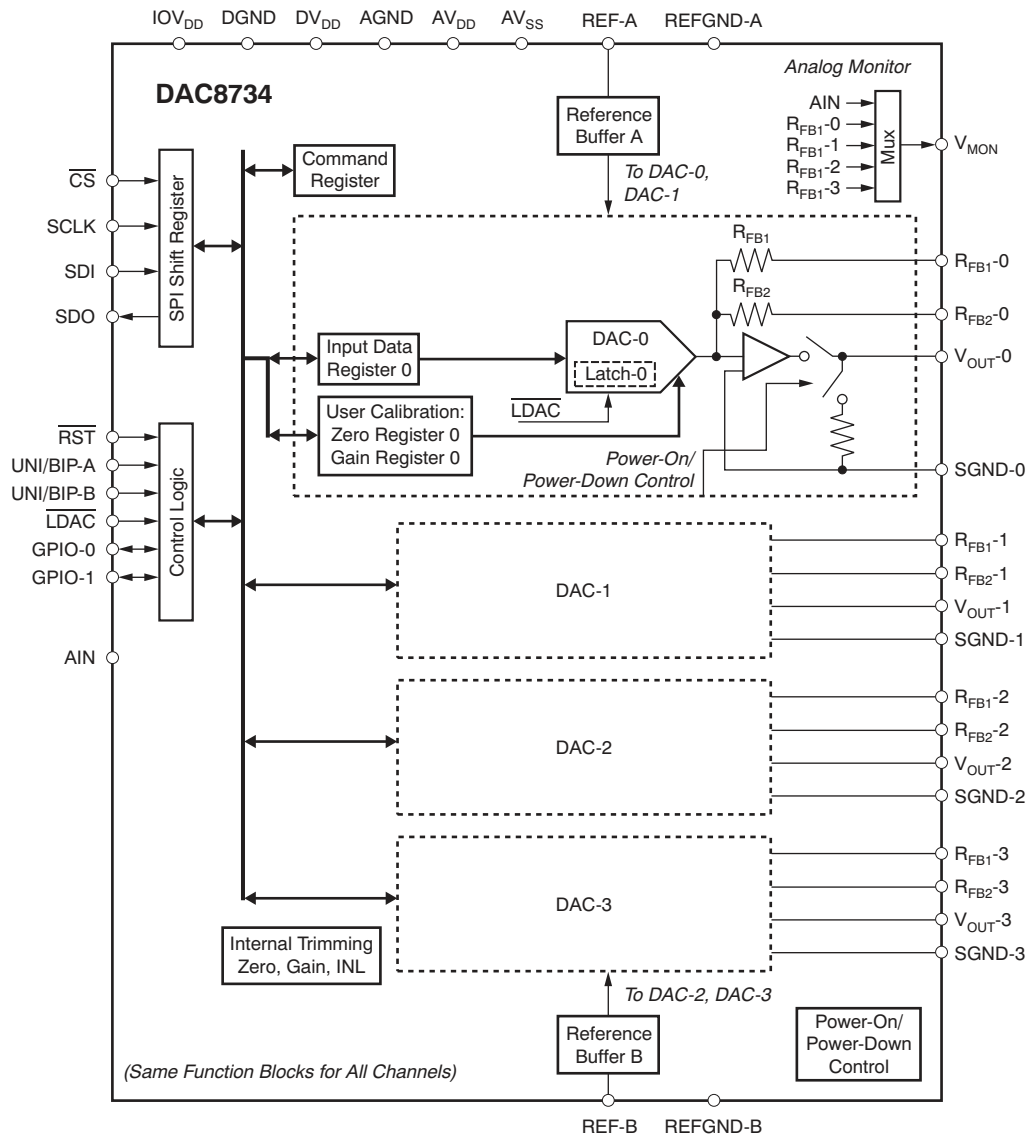 IOVDD DGND DVDD AGND AVDD AVSS REF-A REFGND-A
DAC8734
Analog Monitor
Reference
Buffer A
AIN
RFB1-0
RFB1-1
RFB1-2
RFB1-3
Mux
VMON
Command
Register
To DAC-0,
DAC-1
CS
SCLK
SDI
SDO
SPI Shift Register
RFB1
RFB2
RFB1-0
RFB2-0
VOUT-0
SGND-0
Input Data
Register 0
DAC-0
Latch-0
LDAC
User Calibration:
Zero Register 0
Gain Register 0
Power-On/
Power-Down Control
RST
UNI/BIP-A
UNI/BIP-B
LDAC
GPIO-0
GPIO-1
Control Logic
AIN
DAC-1
RFB1-1
RFB2-1
VOUT-1
SGND-1
DAC-2
RFB1-2
RFB2-2
VOUT-2
SGND-2
DAC-3
RFB1-3
RFB2-3
VOUT-3
SGND-3
Internal Trimming
Zero, Gain, INL
To DAC-2, DAC-3
Reference
Buffer B
Power-On/
Power-Down
Control
(Same Function Blocks for All Channels)
REF-B REFGND-B